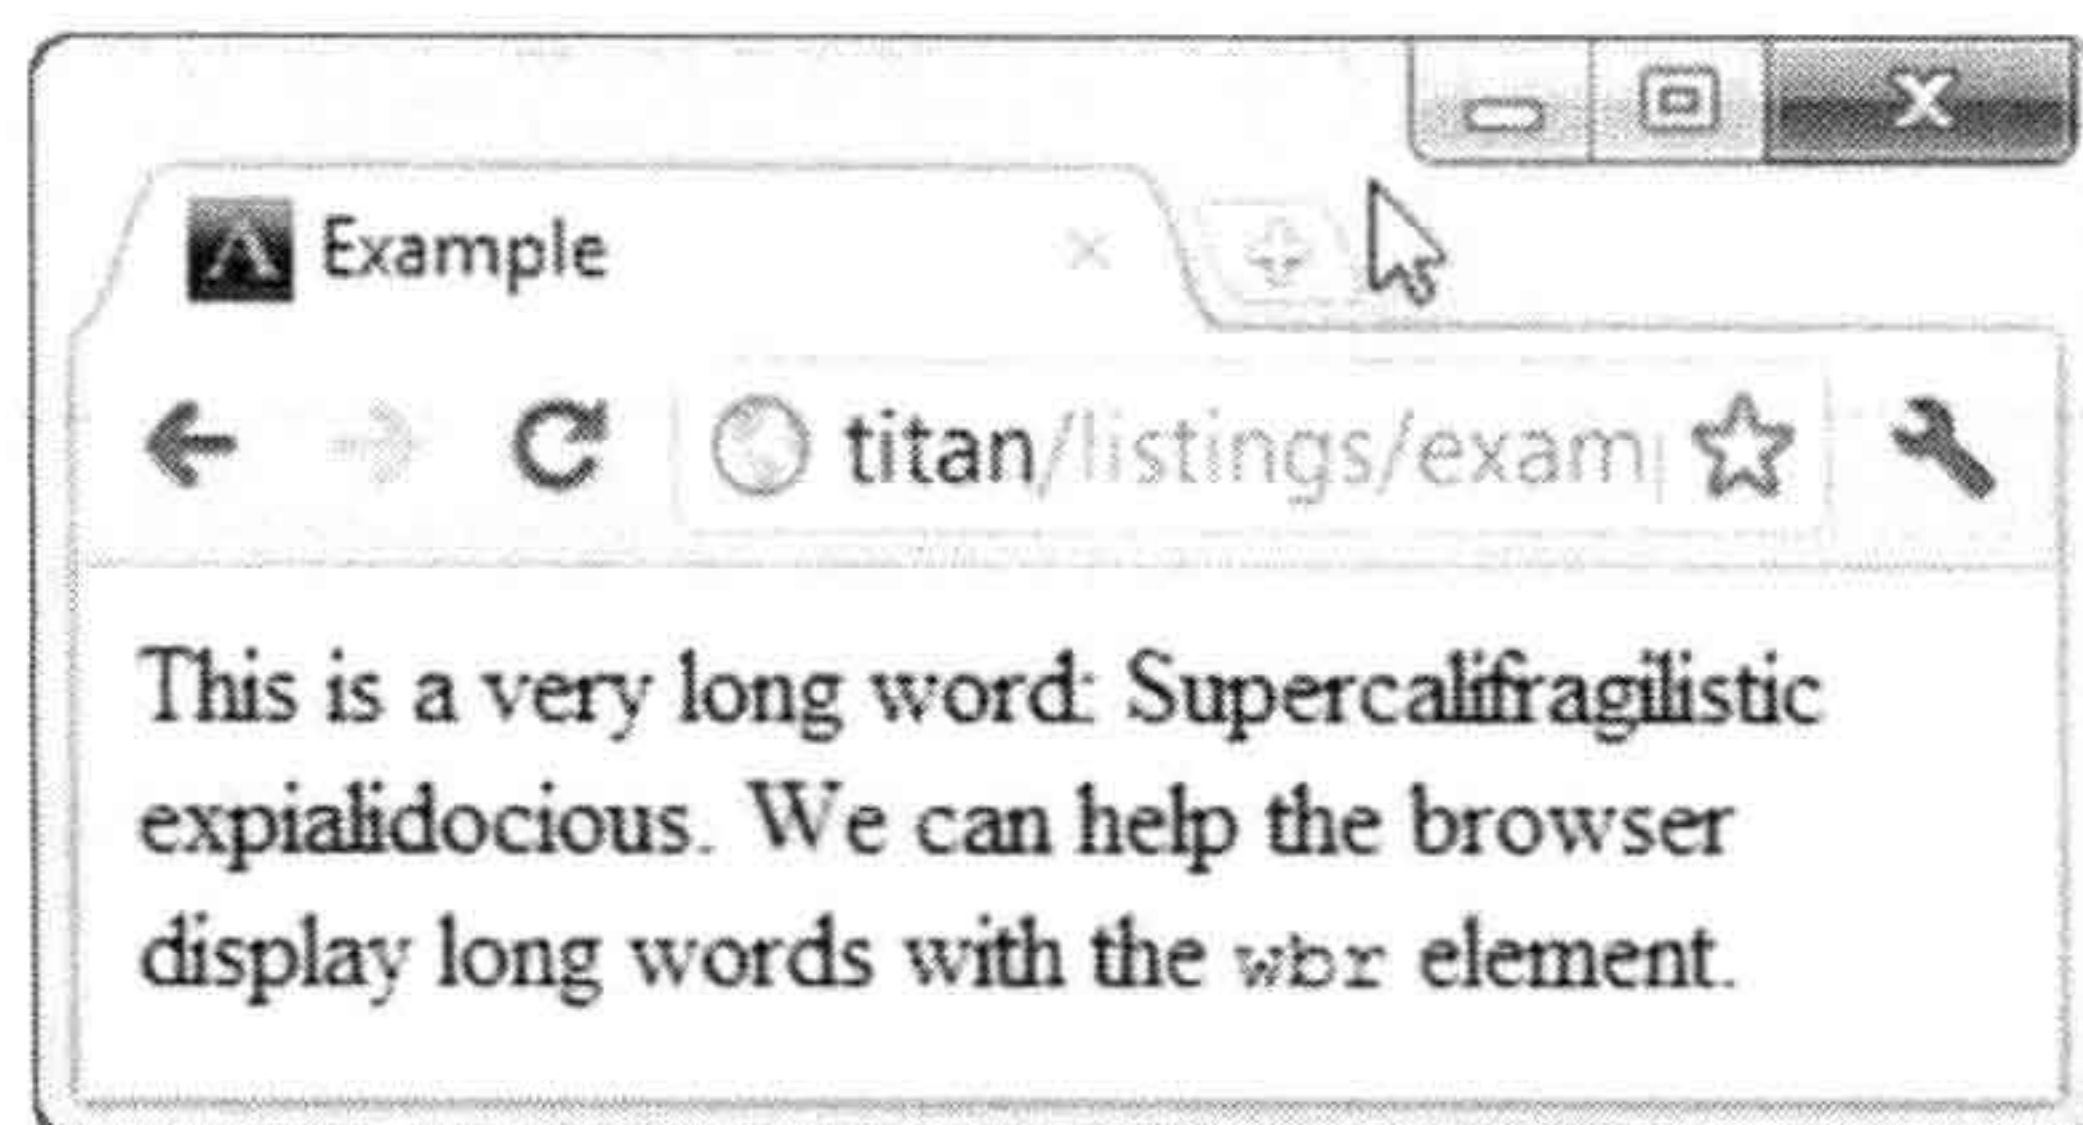 Example
titan/listings/exam
This is a very long word: Supercalifragilistic
expialidocious. We can help the browser
display long words with the wbr element.